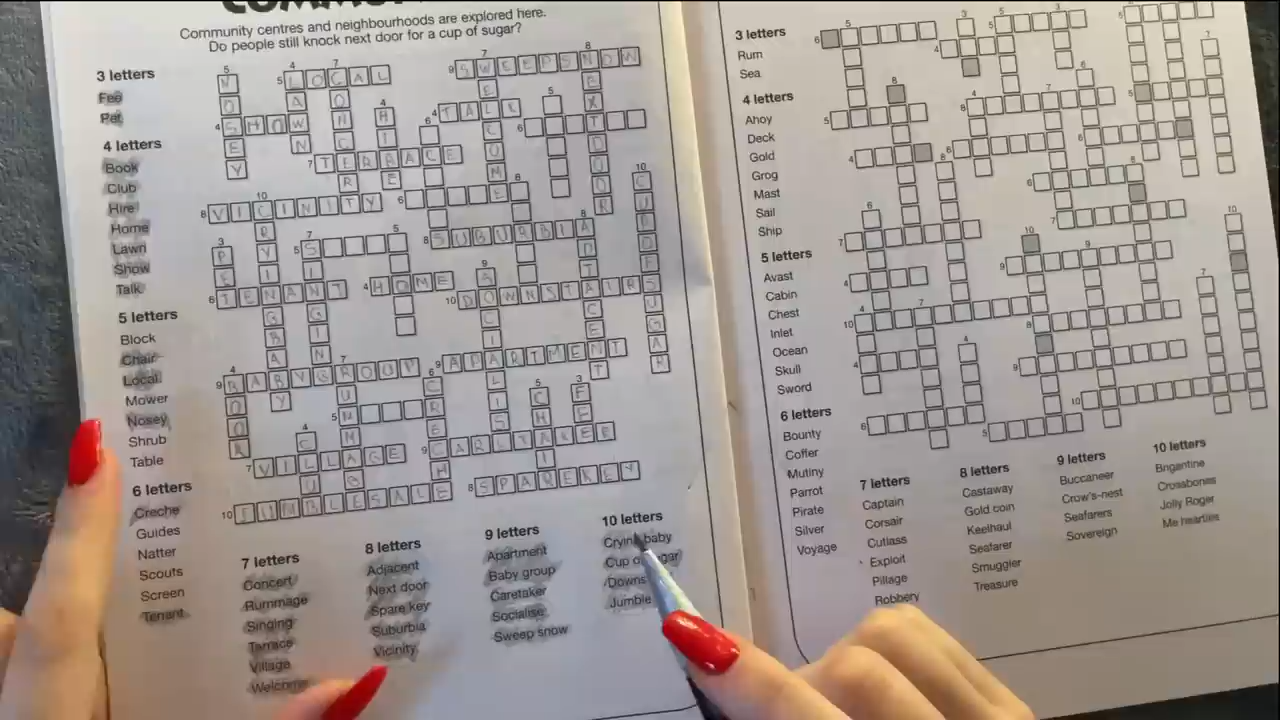 Community centres and neighbourhoods are explored here.
Do people still knock next door for a cup of sugar?
3 letters
Fee
Pet
4 letters
Book
Club
Hire
Home
Lawn
Show
Talk
5 letters
Block
Chair
Local
Mower
Nosey
Shrub
Table
6 letters
Creche
Guides
Natter
Scouts
Screen
Tenant
7 letters
Concert
Rummage
Singing
Terrace
Village
Welcome
8 letters
Adjacent
Next door
Spare key
Suburbia
Vicinity
9 letters
Apartment
Baby group
Caretaker
Socialise
Sweep snow
10 letters
Crying baby
Cup of sugar
Jumble
LOCAL
SWEEPSNOW
SHOW
TALK
TERRACE
VICINITY
SUBURBIA
TENANT
HOME
DOWNSTAIRS
BABYGROUP
APARTMENT
VILLAGE
CARETAKER
JUMBLESALE
SPAREKEY
3 letters
Rum
Sea
4 letters
Ahoy
Deck
Gold
Grog
Mast
Sail
Ship
5 letters
Avast
Cabin
Chest
Inlet
Ocean
Skull
Sword
6 letters
Bounty
Coffer
Mutiny
Parrot
Pirate
Silver
Voyage
7 letters
Captain
Corsair
Cutlass
Exploit
Pillage
Robbery
8 letters
Castaway
Gold coin
Keelhaul
Seafarer
Smuggler
Treasure
9 letters
Buccaneer
Crow's-nest
Seafarers
Sovereign
10 letters
Brigantine
Crossbones
Jolly Roger
Me hearties